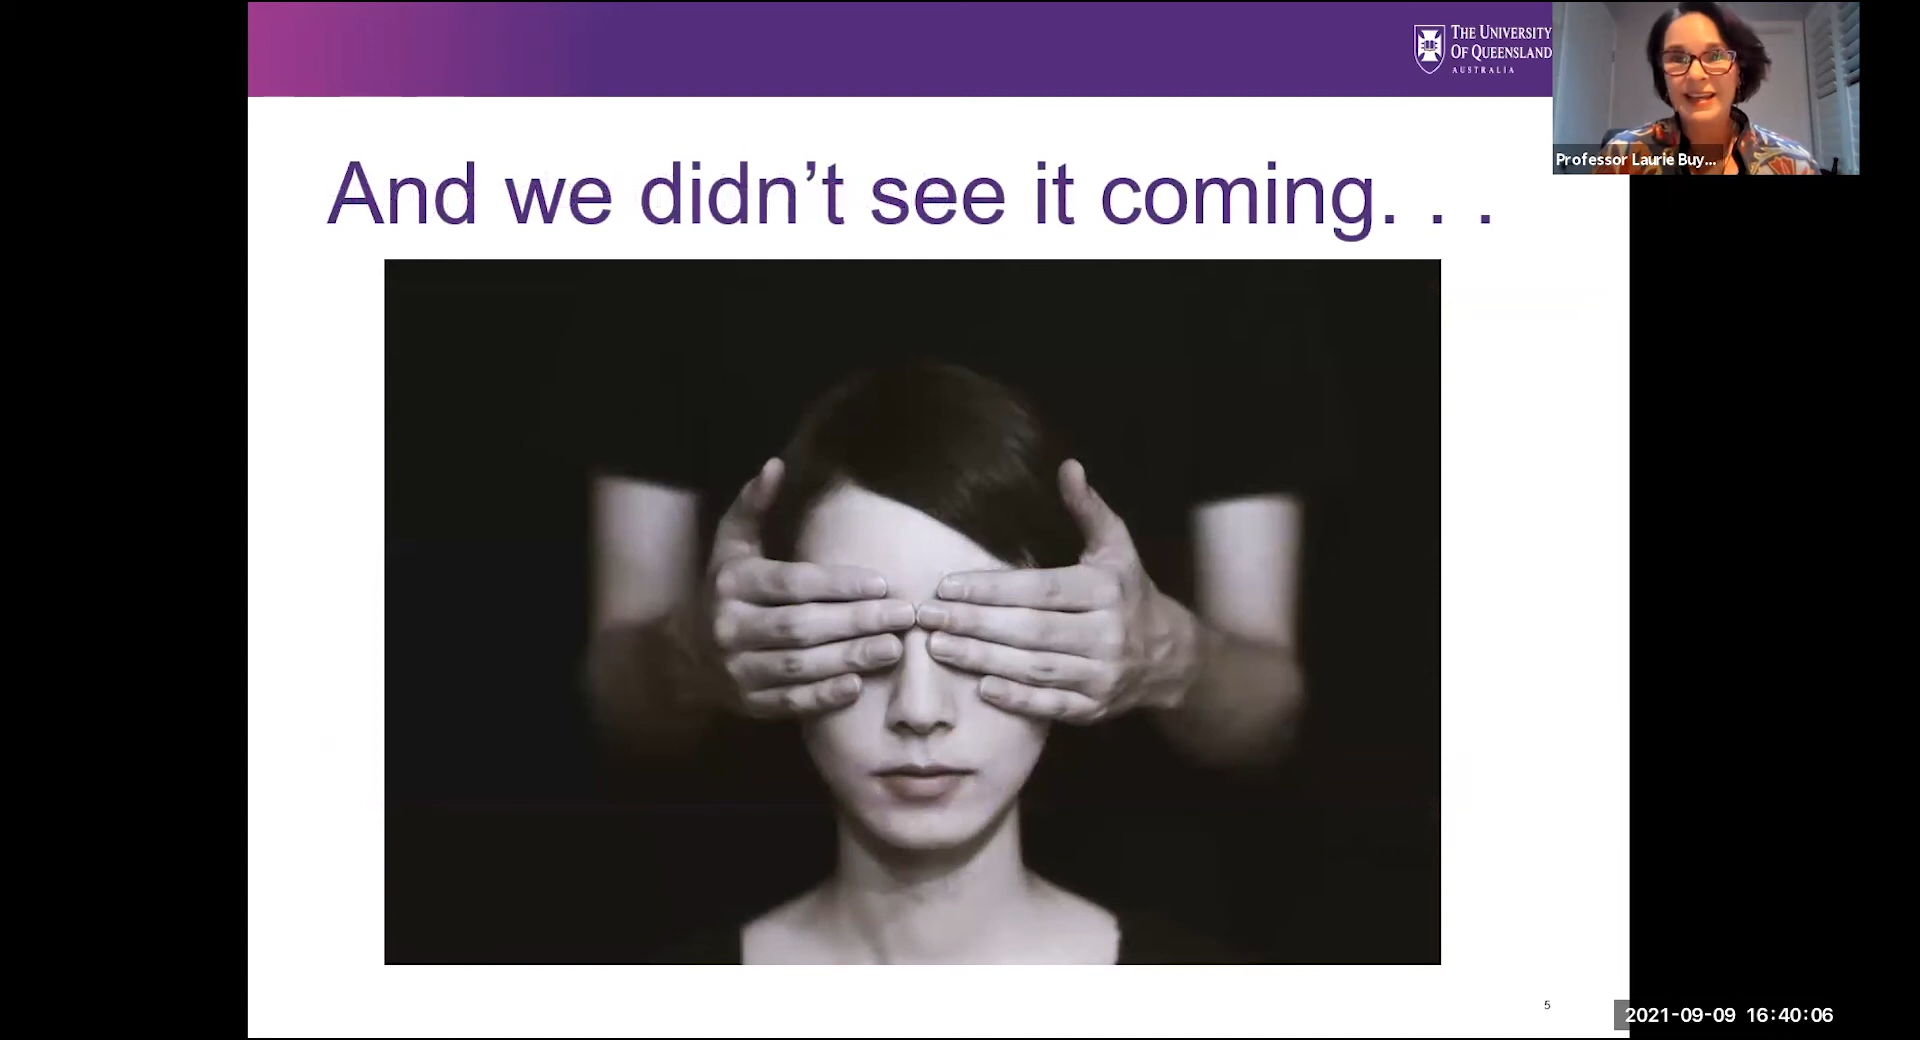 THE UNIVERSITY
OF QUEENSLAND
AUSTRALIA
Professor Laurie Buy...
And we didn’t see it coming. . .
5
2021-09-09 16:40:06